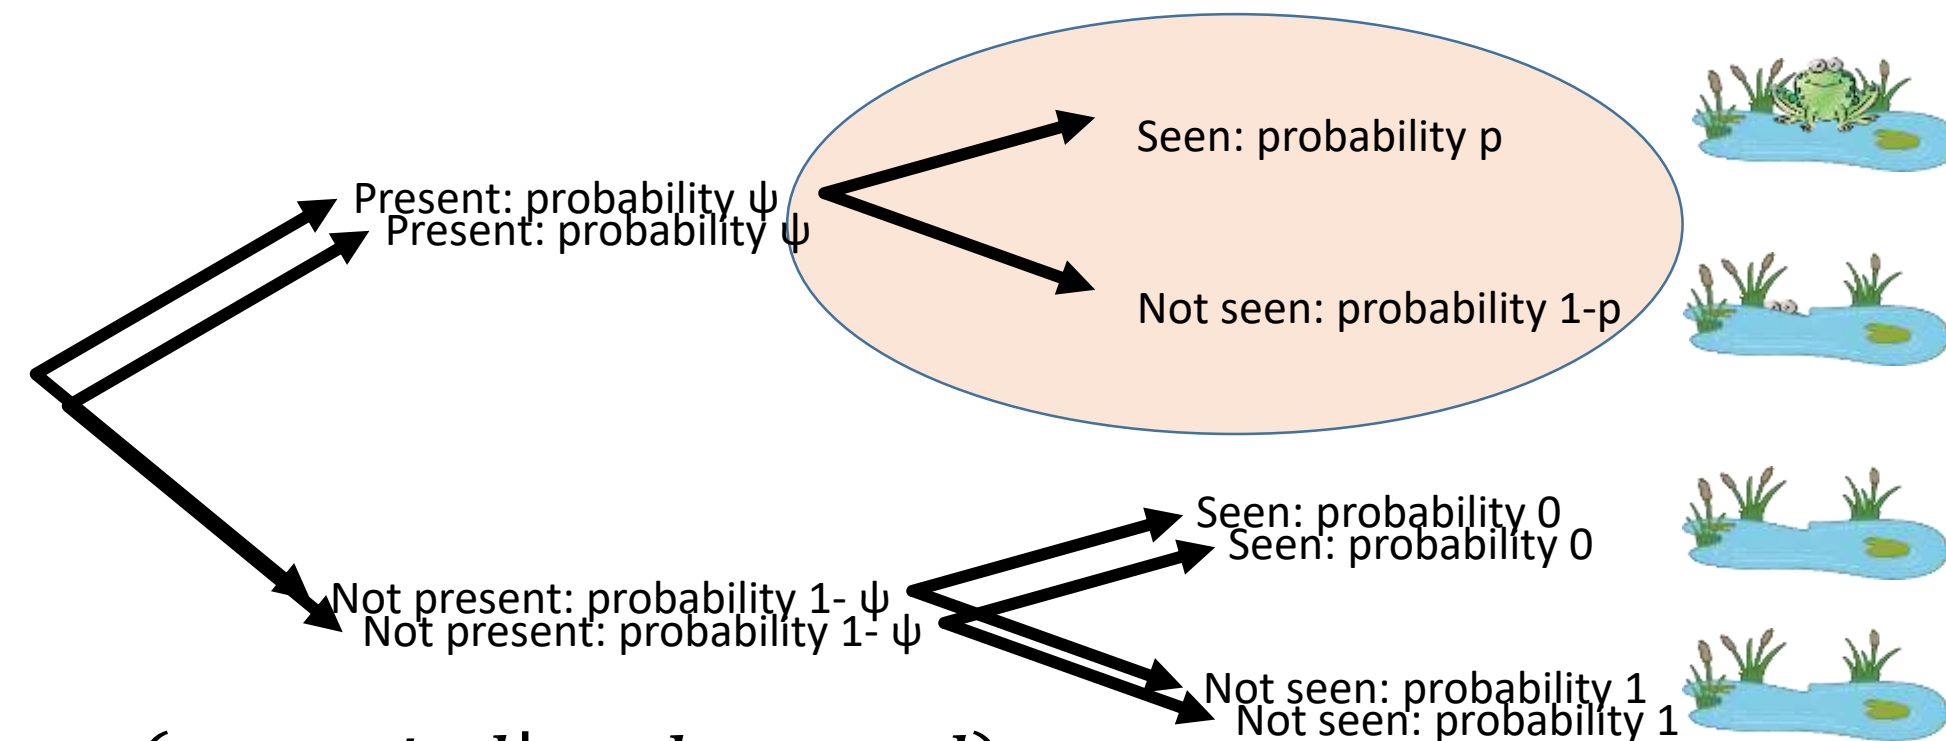 Seen: probability p
Present: probability ψ
Present: probability ψ
Not seen: probability 1-p
Seen: probability 0
Seen: probability 0
Not present: probability 1- ψ
Not present: probability 1- ψ
Not seen: probability 1
Not seen: probability 1